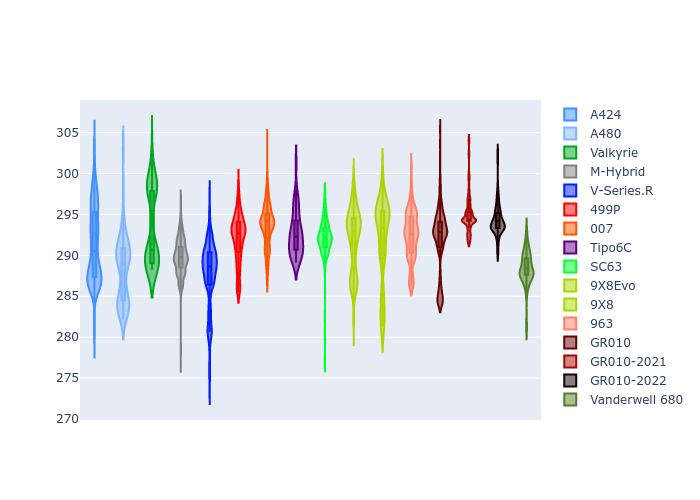 305
300
295
290
285
280
275
270
A424
A480
Valkyrie
M-Hybrid
V-Series.R
499P
007
Tipo6C
SC63
9X8Evo
9X8
963
GR010
GR010-2021
GR010-2022
Vanderwell 680